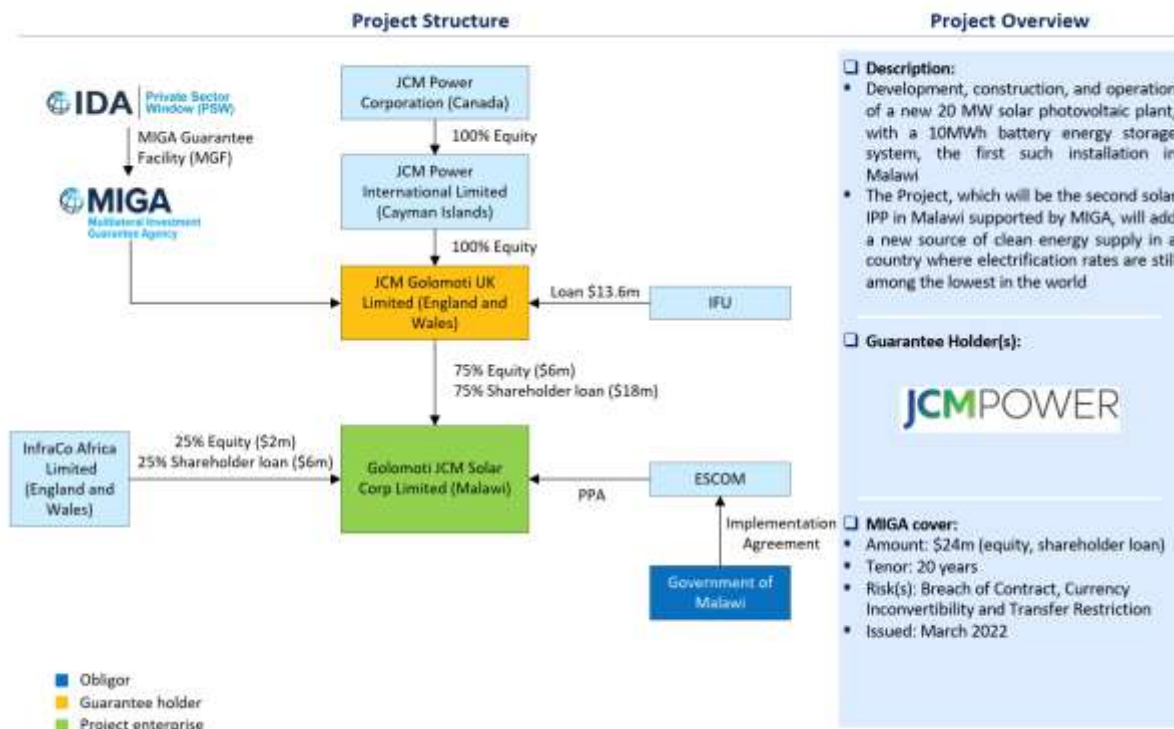 Project Structure
Project Overview
IDA
Private Sector
Window (PSW)
MIGA Guarantee
Facility (MGF)
MIGA
Multilateral Investment
Guarantee Agency
JCM Power
Corporation (Canada)
100% Equity
JCM Power
International Limited
(Cayman Islands)
100% Equity
JCM Golomoti UK
Limited (England and
Wales)
Loan $13.6m
IFU
75% Equity ($6m)
75% Shareholder loan ($18m)
InfraCo Africa
Limited
(England and
Wales)
25% Equity ($2m)
25% Shareholder loan ($6m)
Golomoti JCM Solar
Corp Limited (Malawi)
PPA
ESCOM
Implementation
Agreement
Government of
Malawi
Obligor
Guarantee holder
Project enterprise
Description:
Development, construction, and operation
of a new 20 MW solar photovoltaic plant,
with a 10MWh battery energy storage
system, the first such installation in
Malawi
The Project, which will be the second solar
IPP in Malawi supported by MIGA, will add
a new source of clean energy supply in a
country where electrification rates are still
among the lowest in the world
Guarantee Holder(s):
JCMPOWER
MIGA cover:
Amount: $24m (equity, shareholder loan)
Tenor: 20 years
Risk(s): Breach of Contract, Currency
Inconvertibility and Transfer Restriction
Issued: March 2022